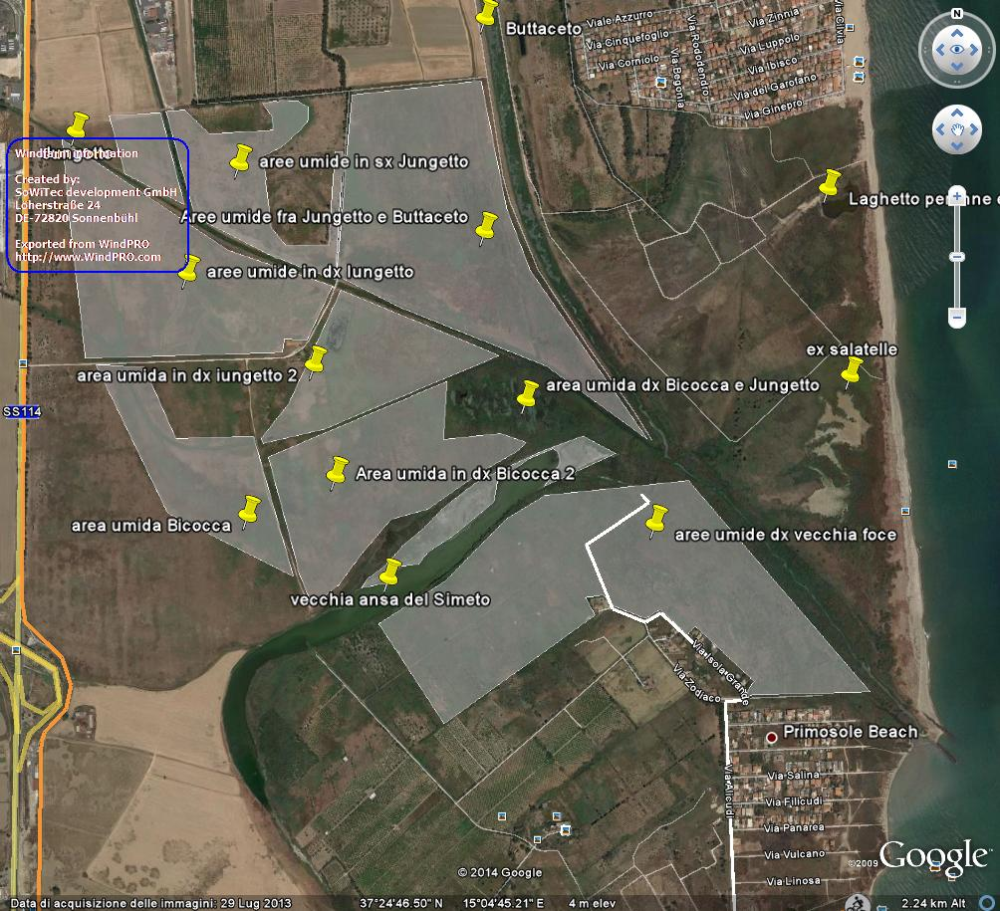 Buttaceto
Viale Azzurro
Via Zinnia
Via Clivia
Via Cinquefoglio
Via Rododendro
Via Luppolo
Via Corniolo
Via Begonia
Via Ibisco
Via del Garofano
Via Ginepro
N
Windfarm information
Created by:
SoWiTec development GmbH
Löherstraße 24
DE-72820 Sonnenbühl
Exported from WindPRO
http://www.WindPRO.com
aree umide in sx Jungetto
Aree umide fra Jungetto e Buttaceto
Laghetto perenne e
aree umide in dx Iungetto
ex salatelle
area umida in dx iungetto 2
area umida dx Bicocca e Jungetto
SS114
Area umida in dx Bicocca 2
area umida Bicocca
aree umide dx vecchia foce
vecchia ansa del Simeto
Via Isola Grande
Via Zodiaco
Primosole Beach
Via Alicudi
Via Salina
Via Filicudi
Via Panarea
Via Vulcano
Via Linosa
©2009 Google
© 2014 Google
Data di acquisizione delle immagini: 29 Lug 2013
37°24'46.50" N 15°04'45.21" E 4 m elev
2.24 km Alt